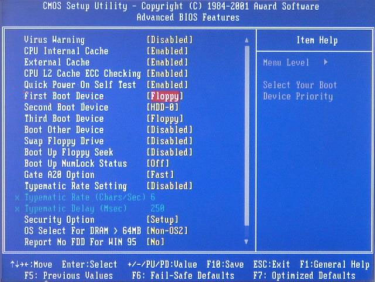 CMOS Setup Utility - Copyright (C) 1984-2001 Award Software
Advanced BIOS Features
Virus Warning [Disabled]
CPU Internal Cache [Enabled]
External Cache [Enabled]
CPU L2 Cache ECC Checking [Enabled]
Quick Power On Self Test [Enabled]
First Boot Device [Floppy]
Second Boot Device [HDD-0]
Third Boot Device [Floppy]
Boot Other Device [Disabled]
Swap Floppy Drive [Disabled]
Boot Up Floppy Seek [Disabled]
Boot Up NumLock Status [Off]
Gate A20 Option [Fast]
Typematic Rate Setting [Disabled]
x Typematic Rate (Chars/Sec) 6
x Typematic Delay (Msec) 250
Security Option [Setup]
OS Select For DRAM > 64MB [Non-OS2]
Report No FDD For WIN 95 [No]
Item Help
Menu Level ▸
Select Your Boot
Device Priority
↑↓→←:Move Enter:Select +/-/PU/PD:Value F10:Save ESC:Exit F1:General Help
F5: Previous Values F6: Fail-Safe Defaults F7: Optimized Defaults